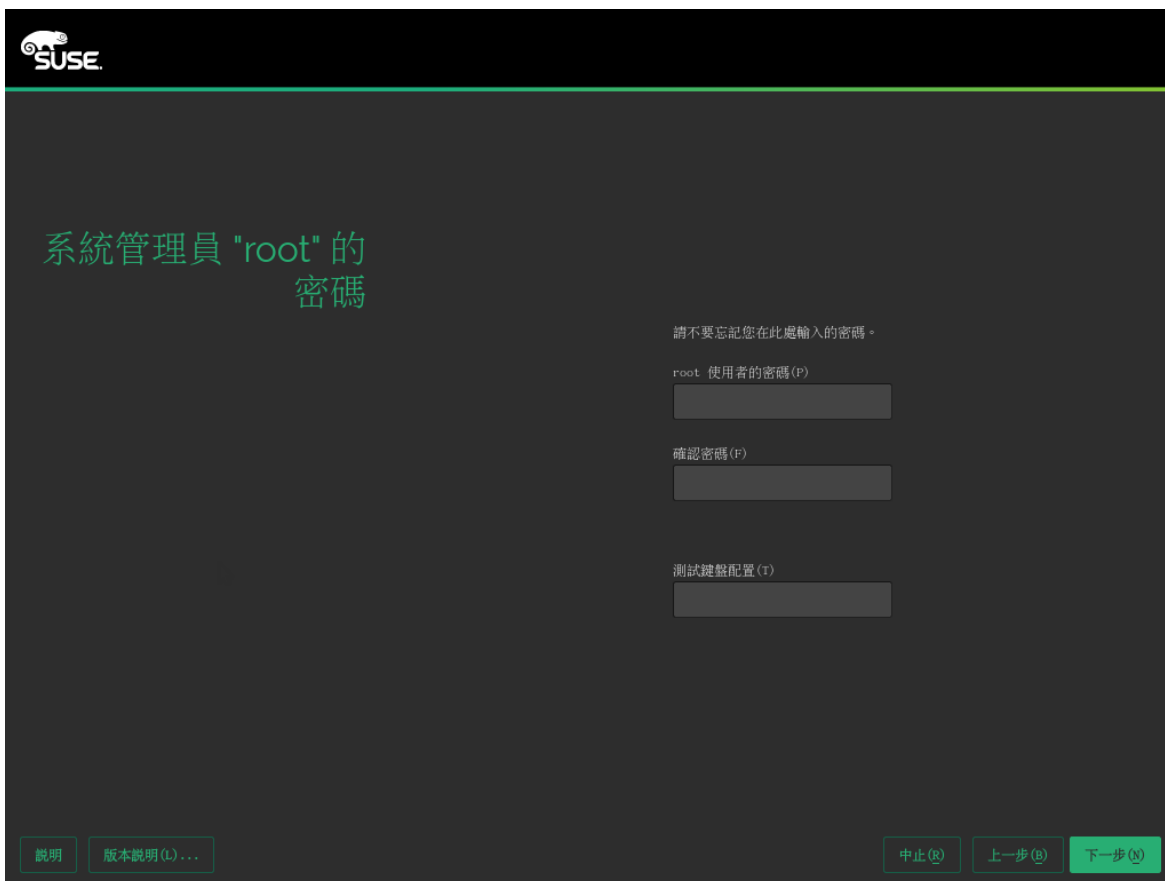 SUSE.
系統管理員 "root" 的
密碼
請不要忘記您在此處輸入的密碼。
root 使用者的密碼(P)
確認密碼(F)
測試鍵盤配置(T)
說明
版本說明(L)...
中止(R)
上一步(B)
下一步(N)